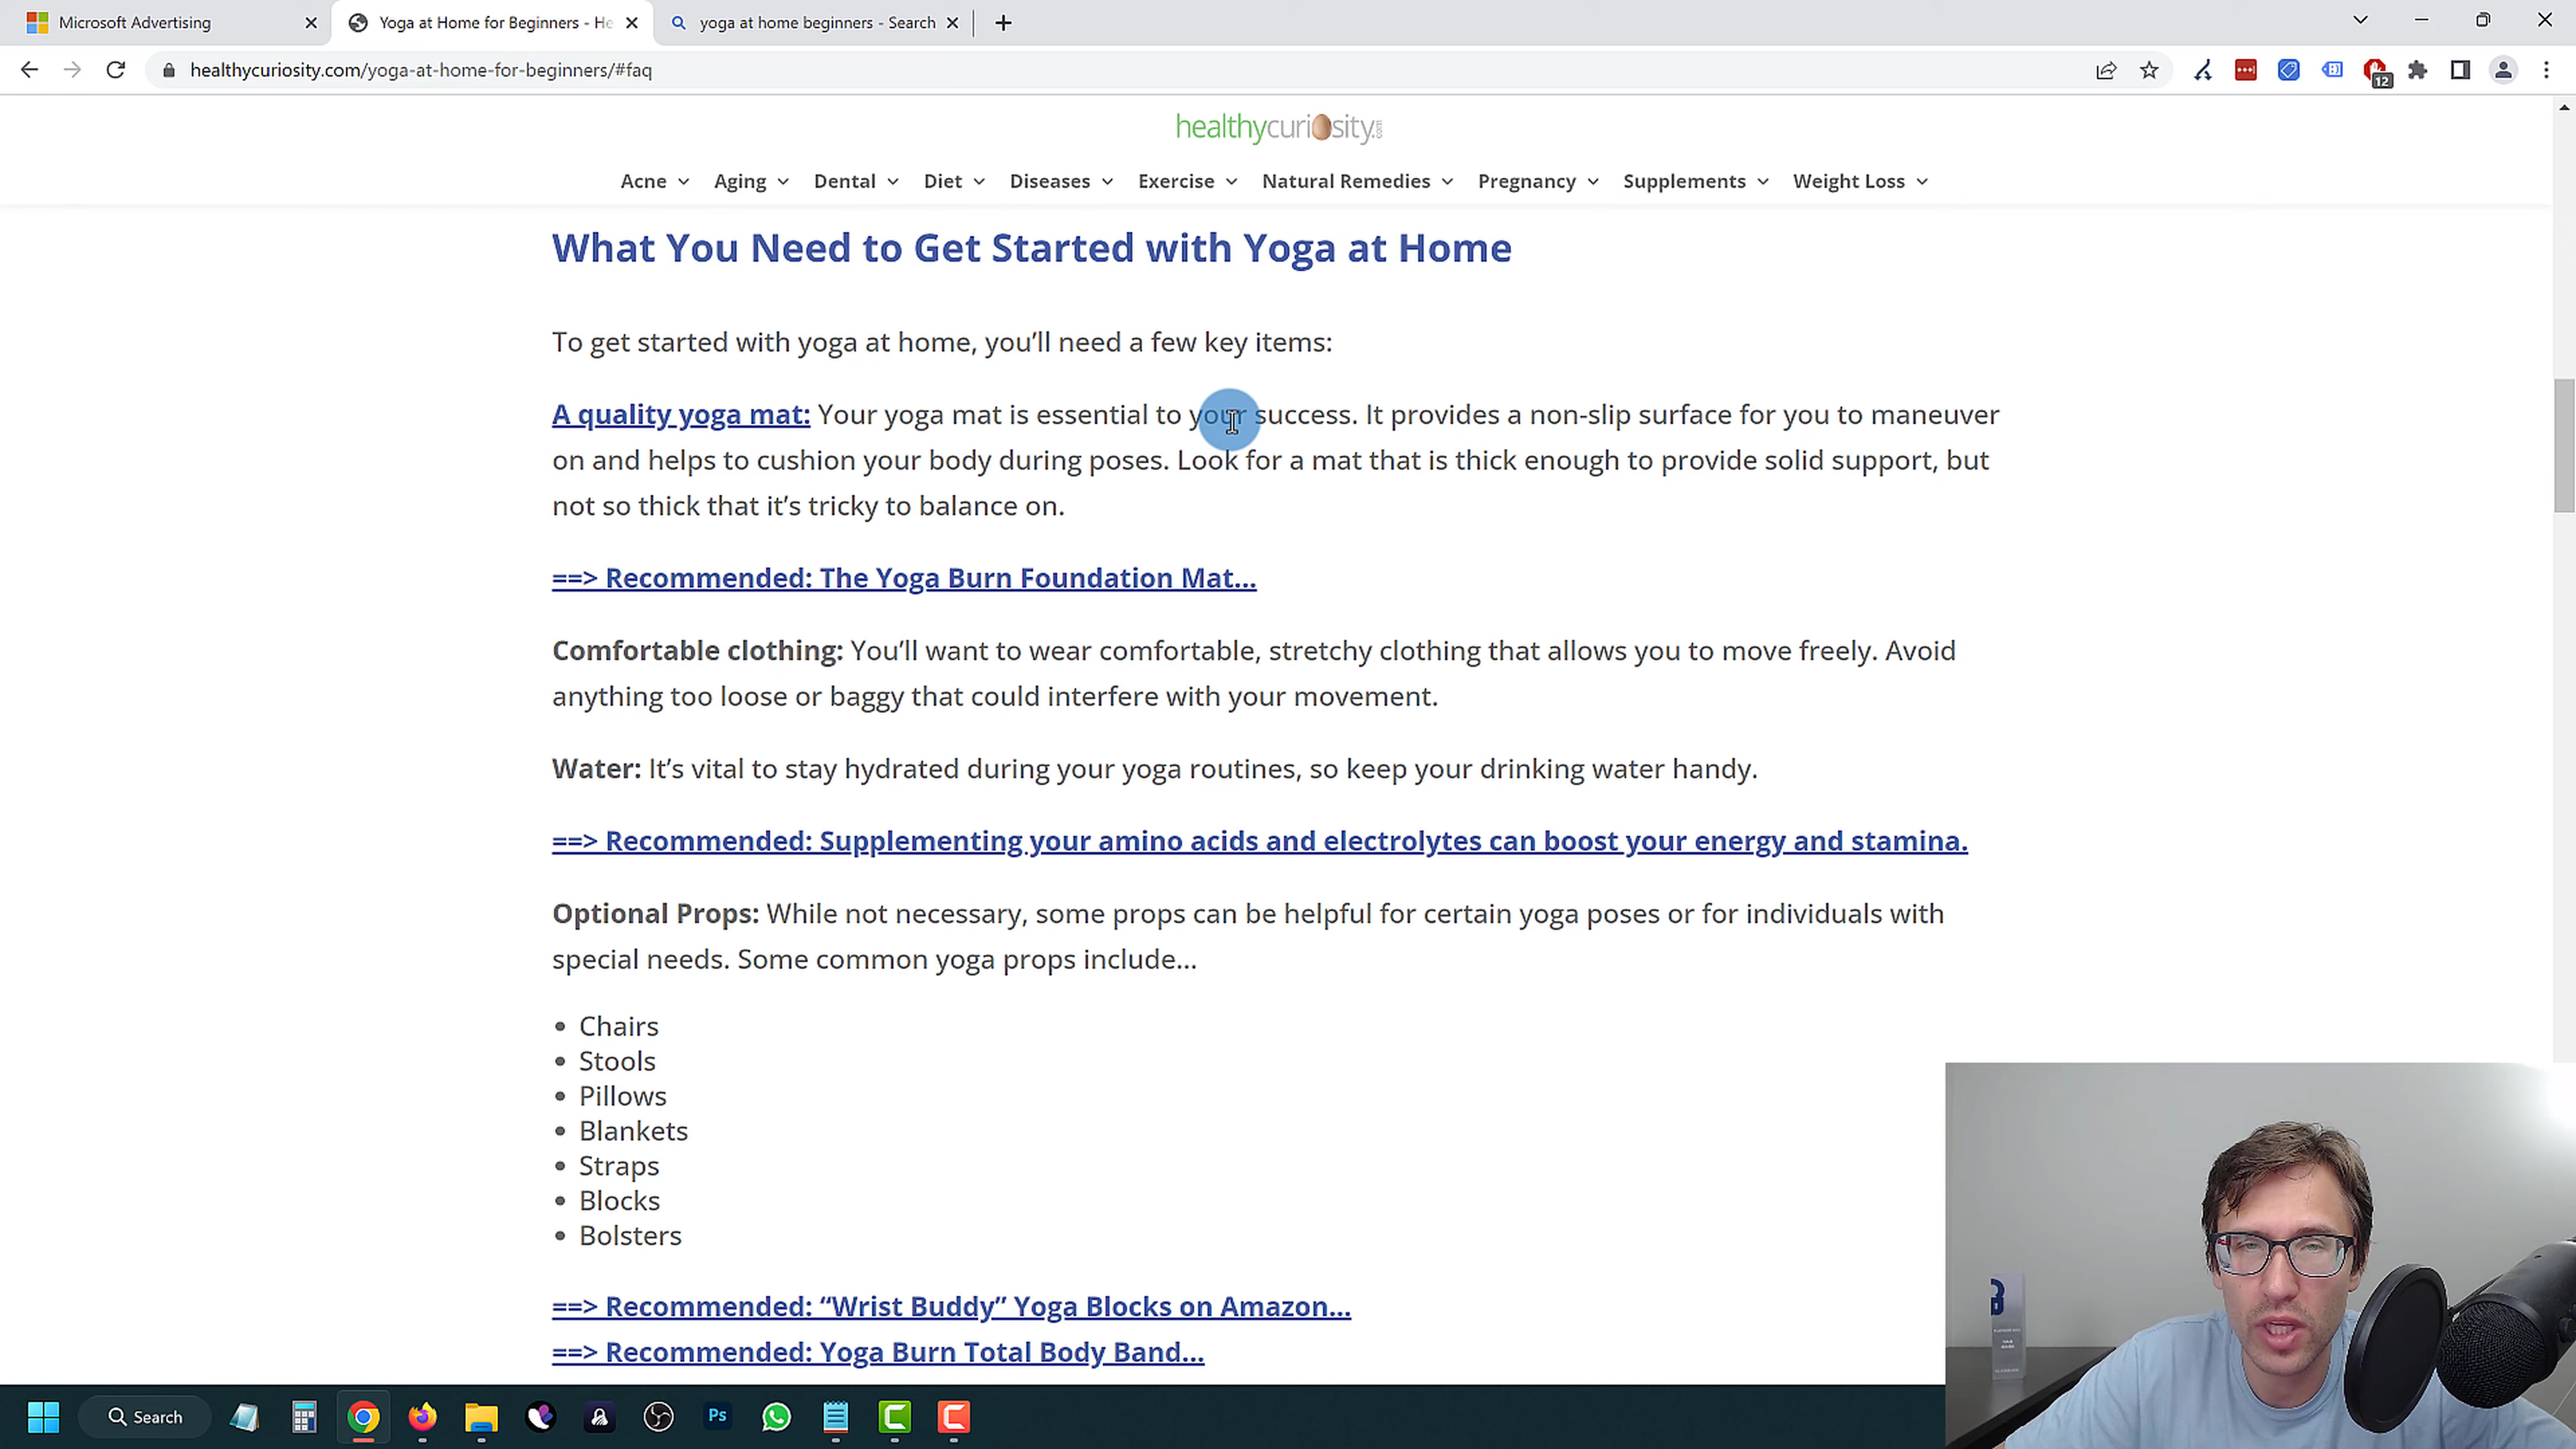 Microsoft Advertising
Yoga at Home for Beginners - He
yoga at home beginners - Search
healthycuriosity.com/yoga-at-home-for-beginners/#faq
12
healthycuriosity.com
Acne Aging Dental Diet Diseases Exercise Natural Remedies Pregnancy Supplements Weight Loss
What You Need to Get Started with Yoga at Home
To get started with yoga at home, you’ll need a few key items:
A quality yoga mat: Your yoga mat is essential to your success. It provides a non-slip surface for you to maneuver
on and helps to cushion your body during poses. Look for a mat that is thick enough to provide solid support, but
not so thick that it’s tricky to balance on.
==> Recommended: The Yoga Burn Foundation Mat...
Comfortable clothing: You’ll want to wear comfortable, stretchy clothing that allows you to move freely. Avoid
anything too loose or baggy that could interfere with your movement.
Water: It’s vital to stay hydrated during your yoga routines, so keep your drinking water handy.
==> Recommended: Supplementing your amino acids and electrolytes can boost your energy and stamina.
Optional Props: While not necessary, some props can be helpful for certain yoga poses or for individuals with
special needs. Some common yoga props include...
• Chairs
• Stools
• Pillows
• Blankets
• Straps
• Blocks
• Bolsters
==> Recommended: “Wrist Buddy” Yoga Blocks on Amazon...
==> Recommended: Yoga Burn Total Body Band...
Search
Ps